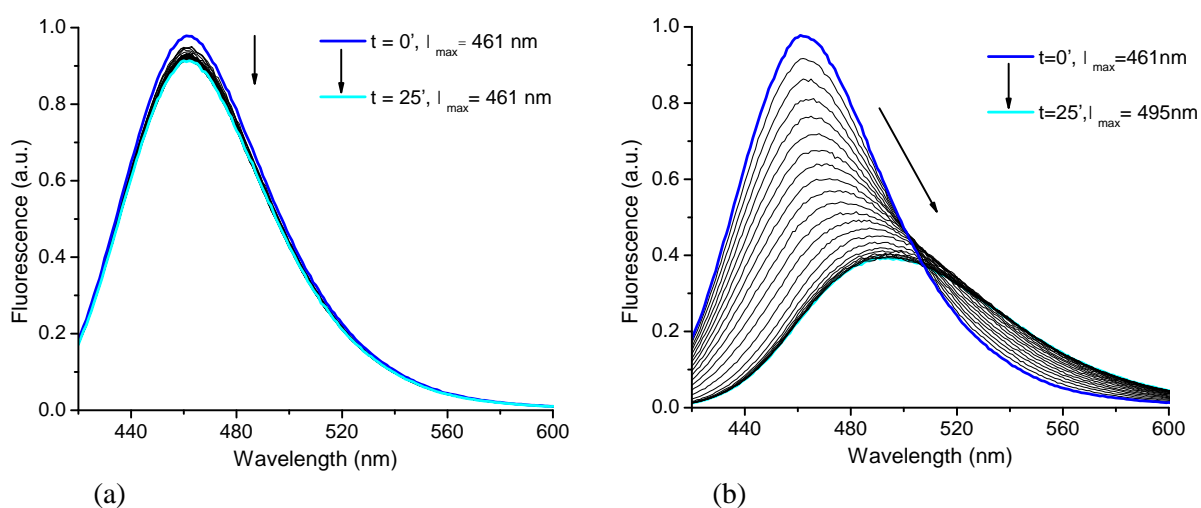 1.0
0.8
0.6
0.4
0.2
0.0
Fluorescence (a.u.)
440 480 520 560 600
Wavelength (nm)
t = 0', l max= 461 nm
t = 25', l max= 461 nm
(a)
1.0
0.8
0.6
0.4
0.2
0.0
Fluorescence (a.u.)
440 480 520 560 600
Wavelength (nm)
t=0', l max=461nm
t=25', l max= 495nm
(b)